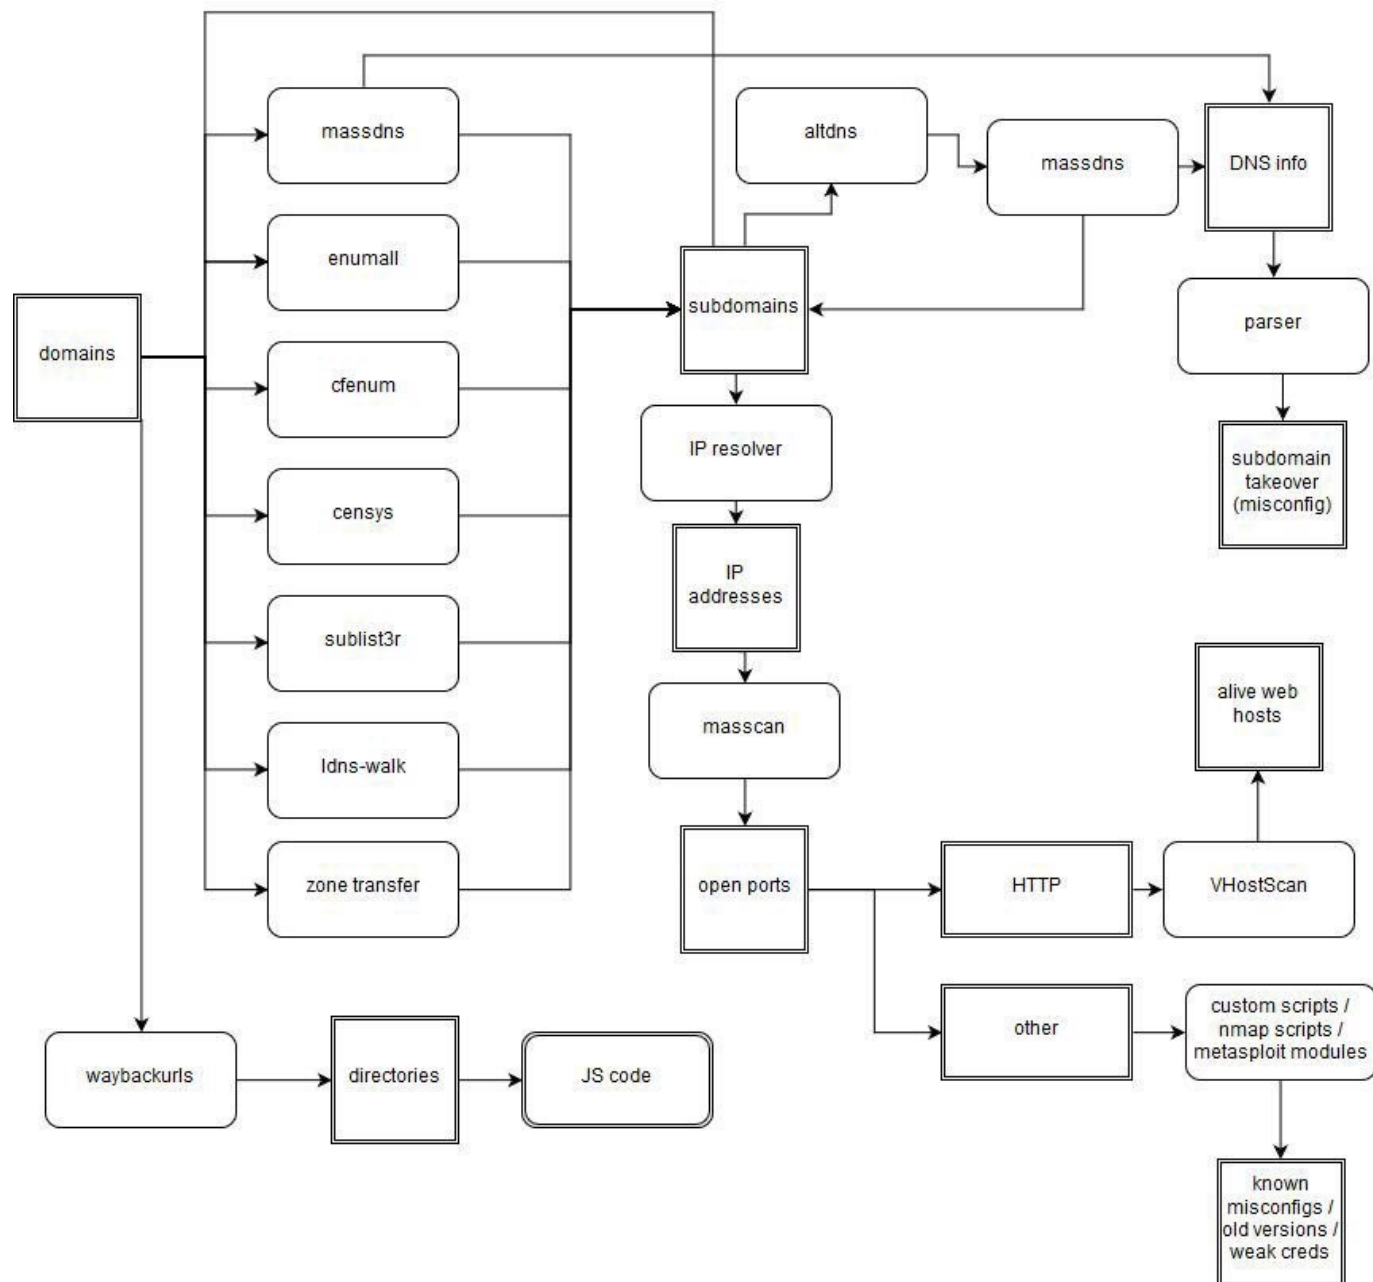 massdns
altdns
massdns
DNS info
enumall
subdomains
parser
domains
cfenum
IP resolver
subdomain
takeover
(misconfig)
censys
IP
addresses
sublist3r
alive web
hosts
masscan
ldns-walk
zone transfer
open ports
HTTP
VHostScan
custom scripts /
nmap scripts /
metasploit modules
other
waybackurls
directories
JS code
known
misconfigs /
old versions /
weak creds